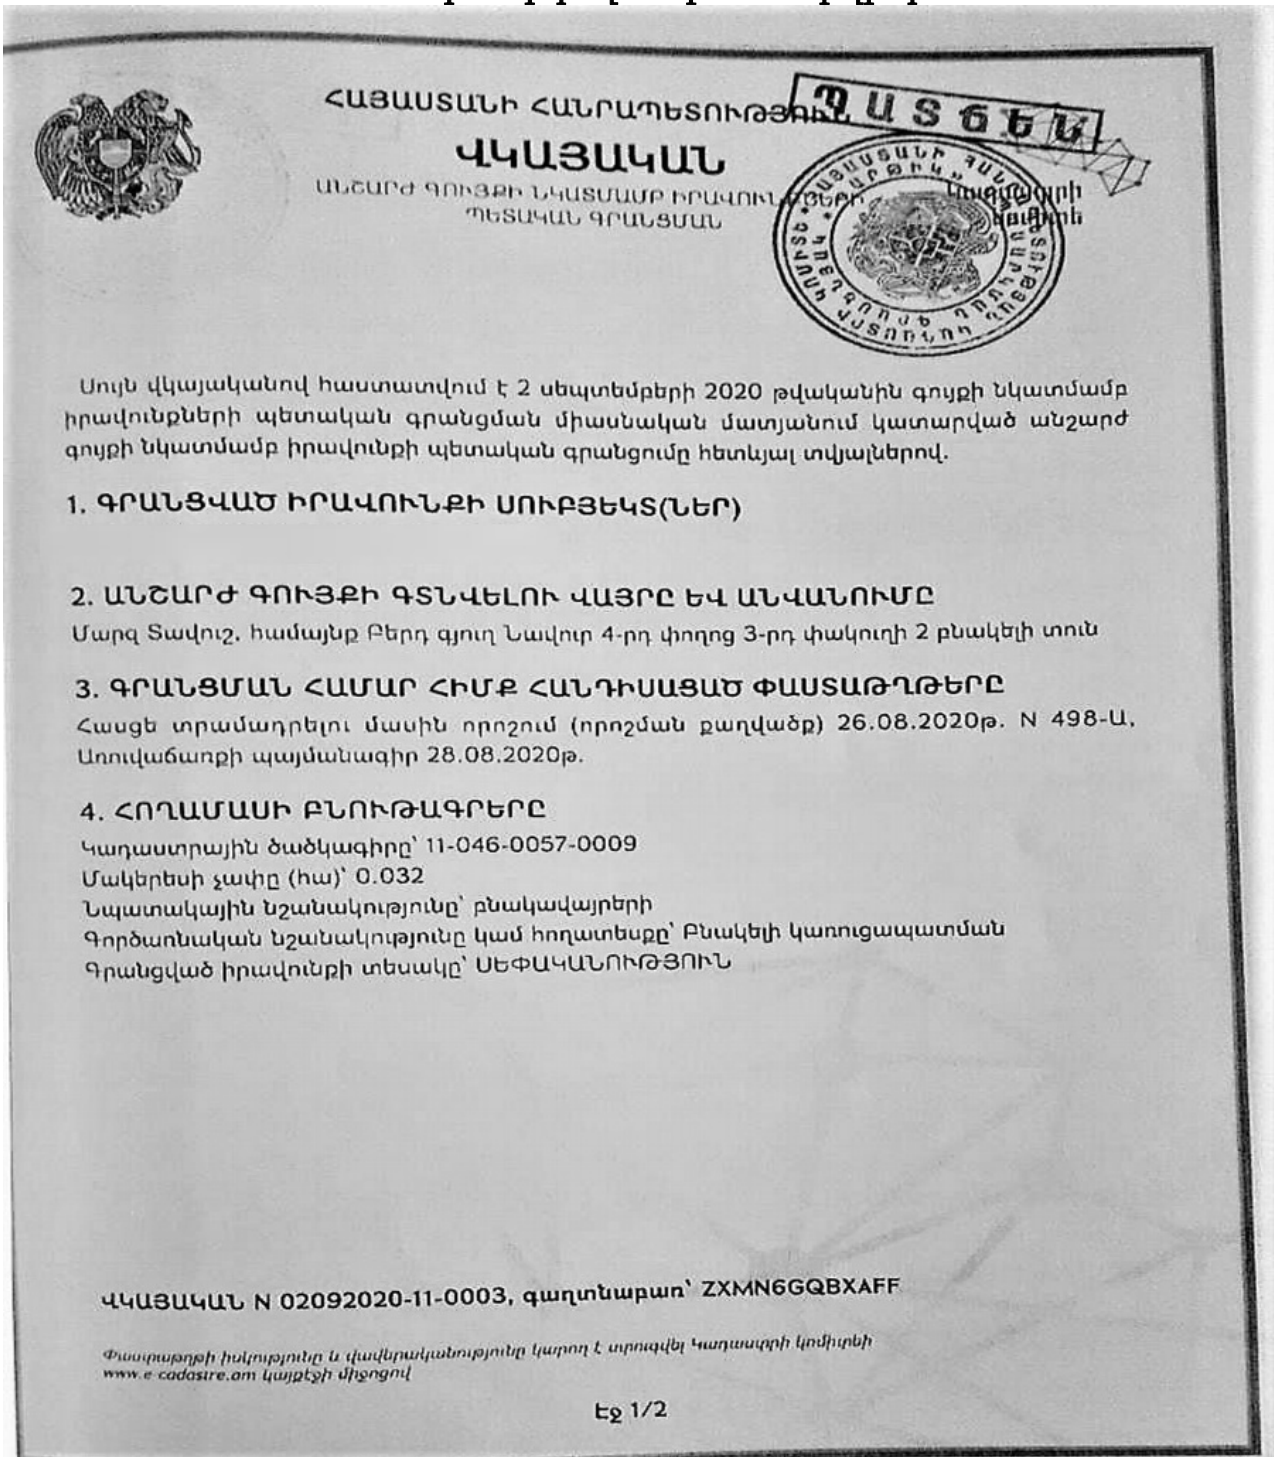 ՀԱՅԱՍՏԱՆԻ ՀԱՆՐԱՊԵՏՈՒԹՅՈՒՆ
ՊԱՏՃԵՆ
ՎԿԱՅԱԿԱՆ
ԱՆՇԱՐԺ ԳՈՒՅՔԻ ՆԿԱՏՄԱՄԲ ԻՐԱՎՈՒՆՔՆԵՐԻ
ՊԵՏԱԿԱՆ ԳՐԱՆՑՄԱՆ
Կադաստրի
կոմիտե
Սույն վկայականով հաստատվում է 2 սեպտեմբերի 2020 թվականին գույքի նկատմամբ
իրավունքների պետական գրանցման միասնական մատյանում կատարված անշարժ
գույքի նկատմամբ իրավունքի պետական գրանցումը հետևյալ տվյալներով.
1. ԳՐԱՆՑՎԱԾ ԻՐԱՎՈՒՆՔԻ ՍՈՒԲՅԵԿՏ(ՆԵՐ)
2. ԱՆՇԱՐԺ ԳՈՒՅՔԻ ԳՏՆՎԵԼՈՒ ՎԱՅՐԸ ԵՎ ԱՆՎԱՆՈՒՄԸ
Մարզ Տավուշ, համայնք Բերդ գյուղ Նավուր 4-րդ փողոց 3-րդ փակուղի 2 բնակելի տուն
3. ԳՐԱՆՑՄԱՆ ՀԱՄԱՐ ՀԻՄՔ ՀԱՆԴԻՍԱՑԱԾ ՓԱՍՏԱԹՂԹԵՐԸ
Հասցե տրամադրելու մասին որոշում (որոշման քաղվածք) 26.08.2020թ. N 498-Ա,
Առուվաճառքի պայմանագիր 28.08.2020թ.
4. ՀՈՂԱՄԱՍԻ ԲՆՈՒԹԱԳՐԵՐԸ
Կադաստրային ծածկագիրը՝ 11-046-0057-0009
Մակերեսի չափը (հա)՝ 0.032
Նպատակային նշանակությունը՝ բնակավայրերի
Գործառնական նշանակությունը կամ հողատեսքը՝ Բնակելի կառուցապատման
Գրանցված իրավունքի տեսակը՝ ՍԵՓԱԿԱՆՈՒԹՅՈՒՆ
ՎԿԱՅԱԿԱՆ N 02092020-11-0003, գաղտնաբառ՝ ZXMN6GQBXAFF
Փաստաթղթի իսկությունը և վավերականությունը կարող է ստուգվել Կադաստրի կոմիտեի
www.e-cadastre.am կայքէջի միջոցով
Էջ 1/2